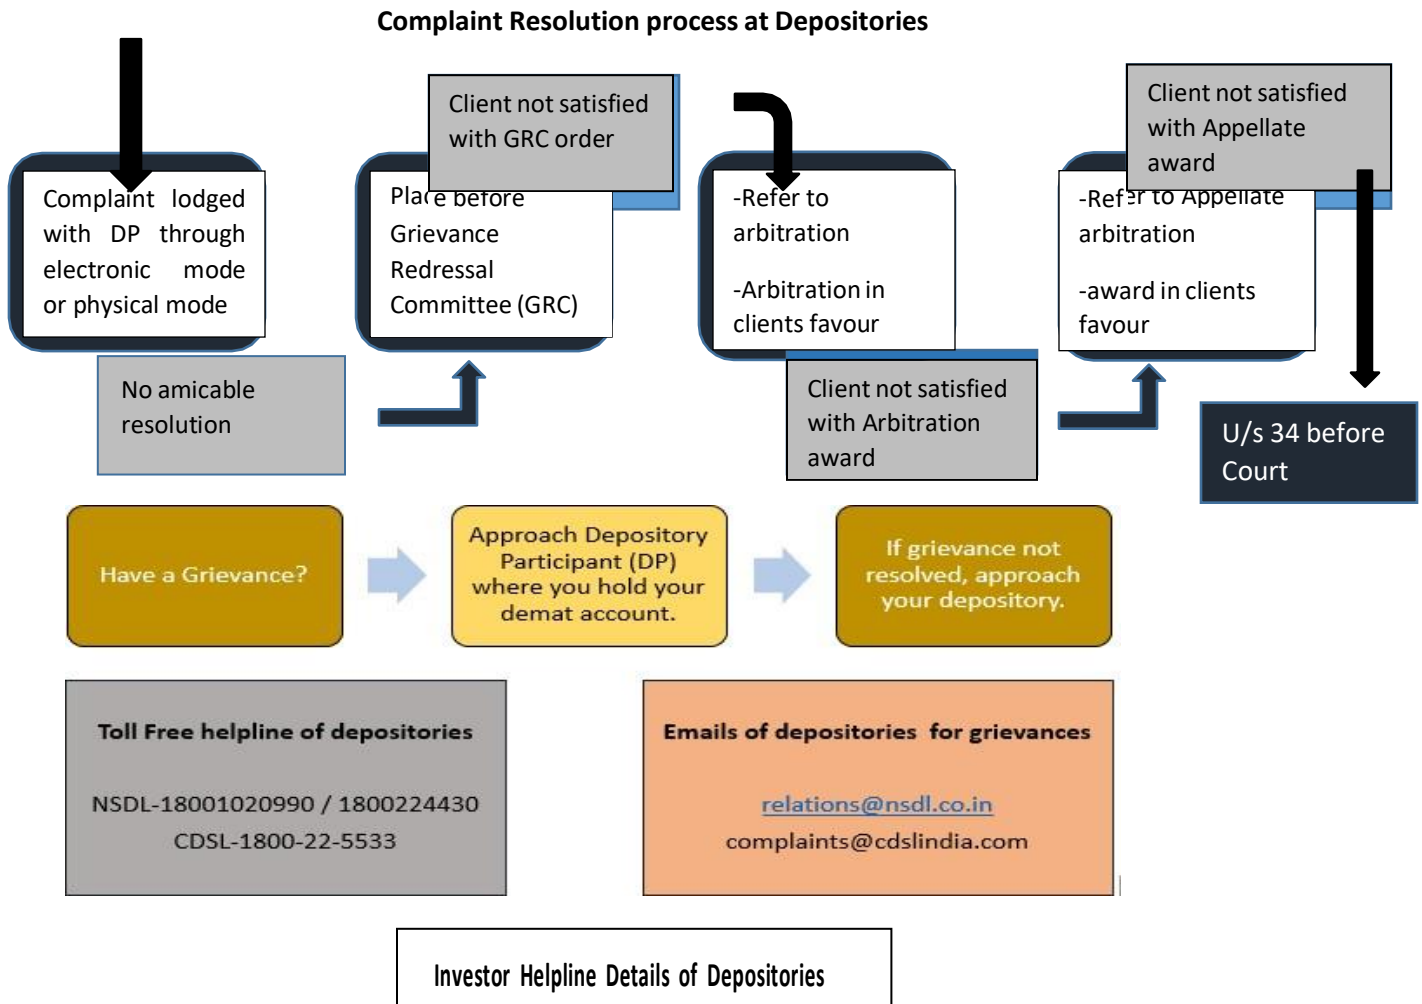 Complaint Resolution process at Depositories
Client not satisfied
with GRC order
Client not satisfied
with Appellate
award
Complaint lodged
with DP through
electronic mode
or physical mode
Place before
Grievance
Redressal
Committee (GRC)
-Refer to
arbitration
-Arbitration in
clients favour
-Refer to Appellate
arbitration
-award in clients
favour
No amicable
resolution
Client not satisfied
with Arbitration
award
U/s 34 before
Court
Have a Grievance?
Approach Depository
Participant (DP)
where you hold your
demat account.
If grievance not
resolved, approach
your depository.
Toll Free helpline of depositories
NSDL-18001020990 / 1800224430
CDSL-1800-22-5533
Emails of depositories for grievances
relations@nsdl.co.in
complaints@cdslindia.com
Investor Helpline Details of Depositories